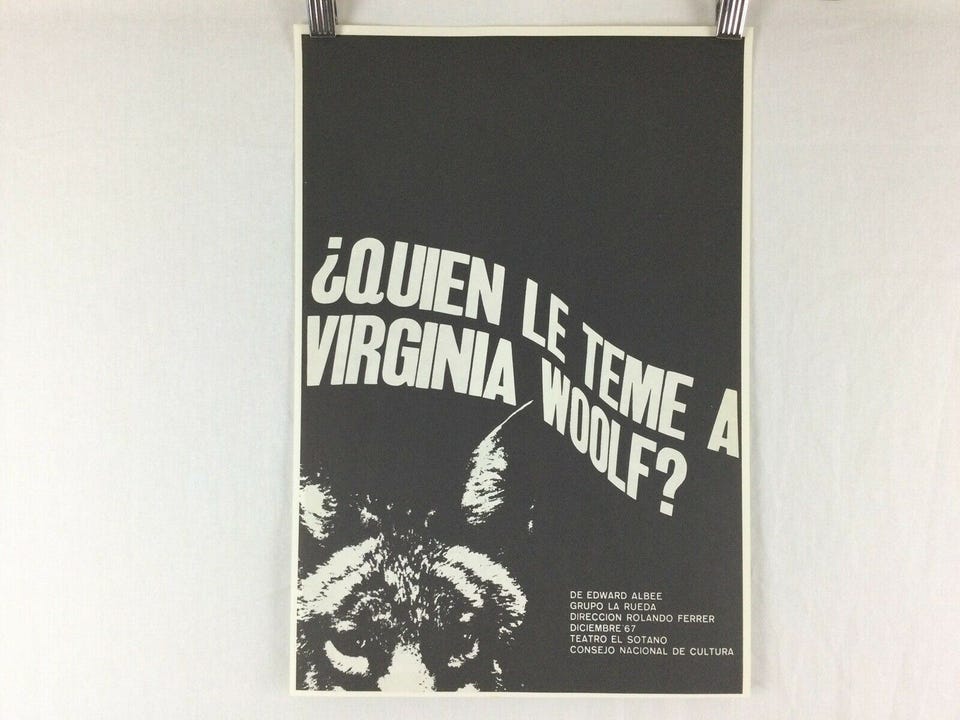 ¿QUIEN LE TEME A
VIRGINIA WOOLF?
DE EDWARD ALBEE
GRUPO LA RUEDA
DIRECCION ROLANDO FERRER
DICIEMBRE'67
TEATRO EL SOTANO
CONSEJO NACIONAL DE CULTURA